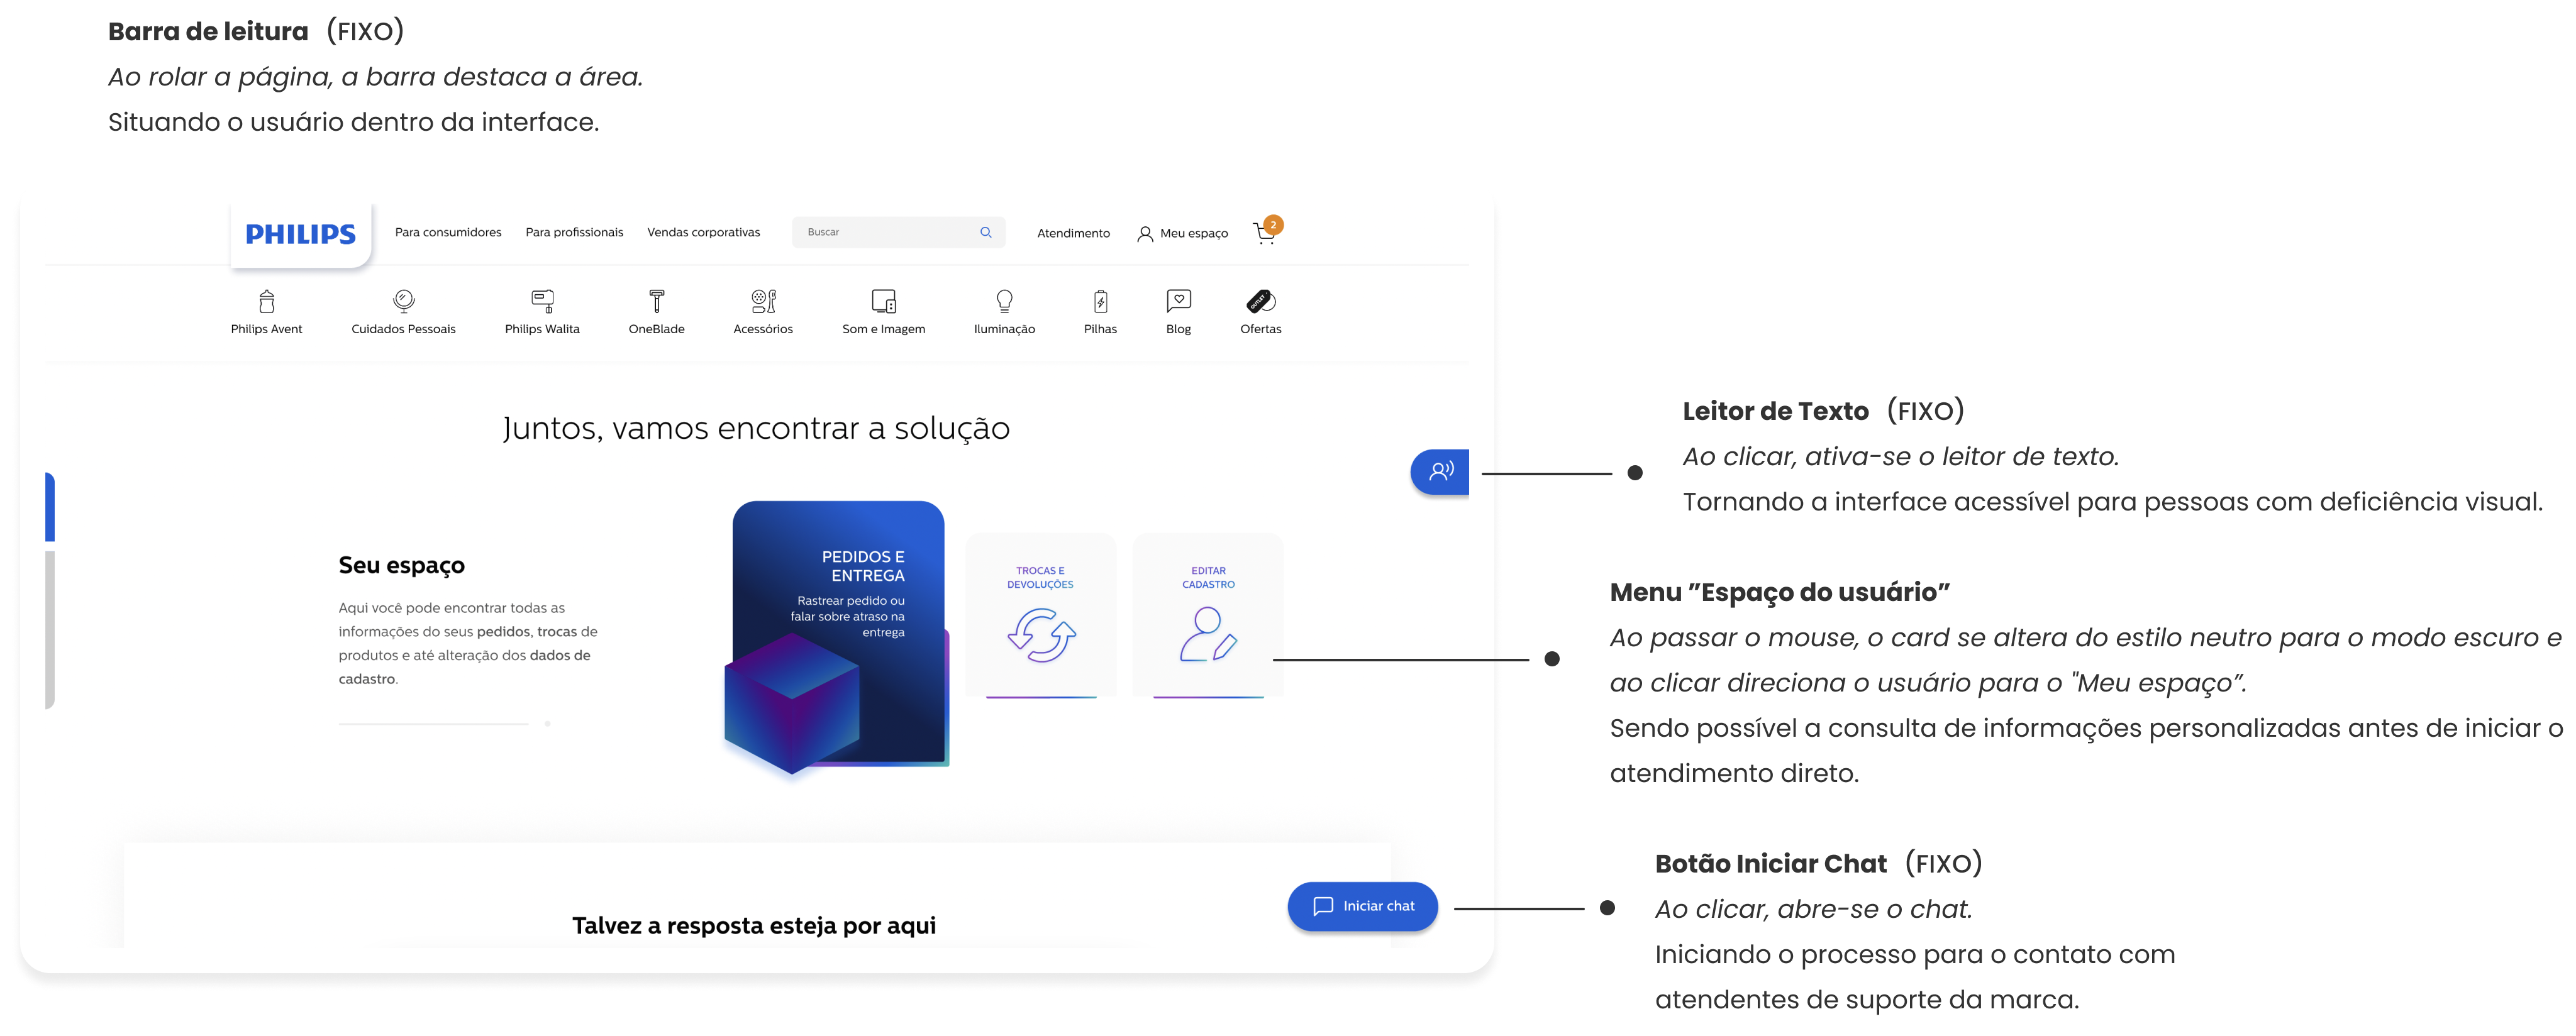 Barra de leitura (FIXO)
Ao rolar a página, a barra destaca a área.
Situando o usuário dentro da interface.
PHILIPS
Para consumidores
Para profissionais
Vendas corporativas
Buscar
Atendimento
Meu espaço
2
Philips Avent
Cuidados Pessoais
Philips Walita
OneBlade
Acessórios
Som e Imagem
Iluminação
Pilhas
Blog
OUTLET
Ofertas
Juntos, vamos encontrar a solução
Seu espaço
Aqui você pode encontrar todas as
informações do seus pedidos, trocas de
produtos e até alteração dos dados de
cadastro.
PEDIDOS E
ENTREGA
Rastrear pedido ou
falar sobre atraso na
entrega
TROCAS E
DEVOLUÇÕES
EDITAR
CADASTRO
Talvez a resposta esteja por aqui
Iniciar chat
Leitor de Texto (FIXO)
Ao clicar, ativa-se o leitor de texto.
Tornando a interface acessível para pessoas com deficiência visual.
Menu ”Espaço do usuário”
Ao passar o mouse, o card se altera do estilo neutro para o modo escuro e
ao clicar direciona o usuário para o "Meu espaço”.
Sendo possível a consulta de informações personalizadas antes de iniciar o
atendimento direto.
Botão Iniciar Chat (FIXO)
Ao clicar, abre-se o chat.
Iniciando o processo para o contato com
atendentes de suporte da marca.